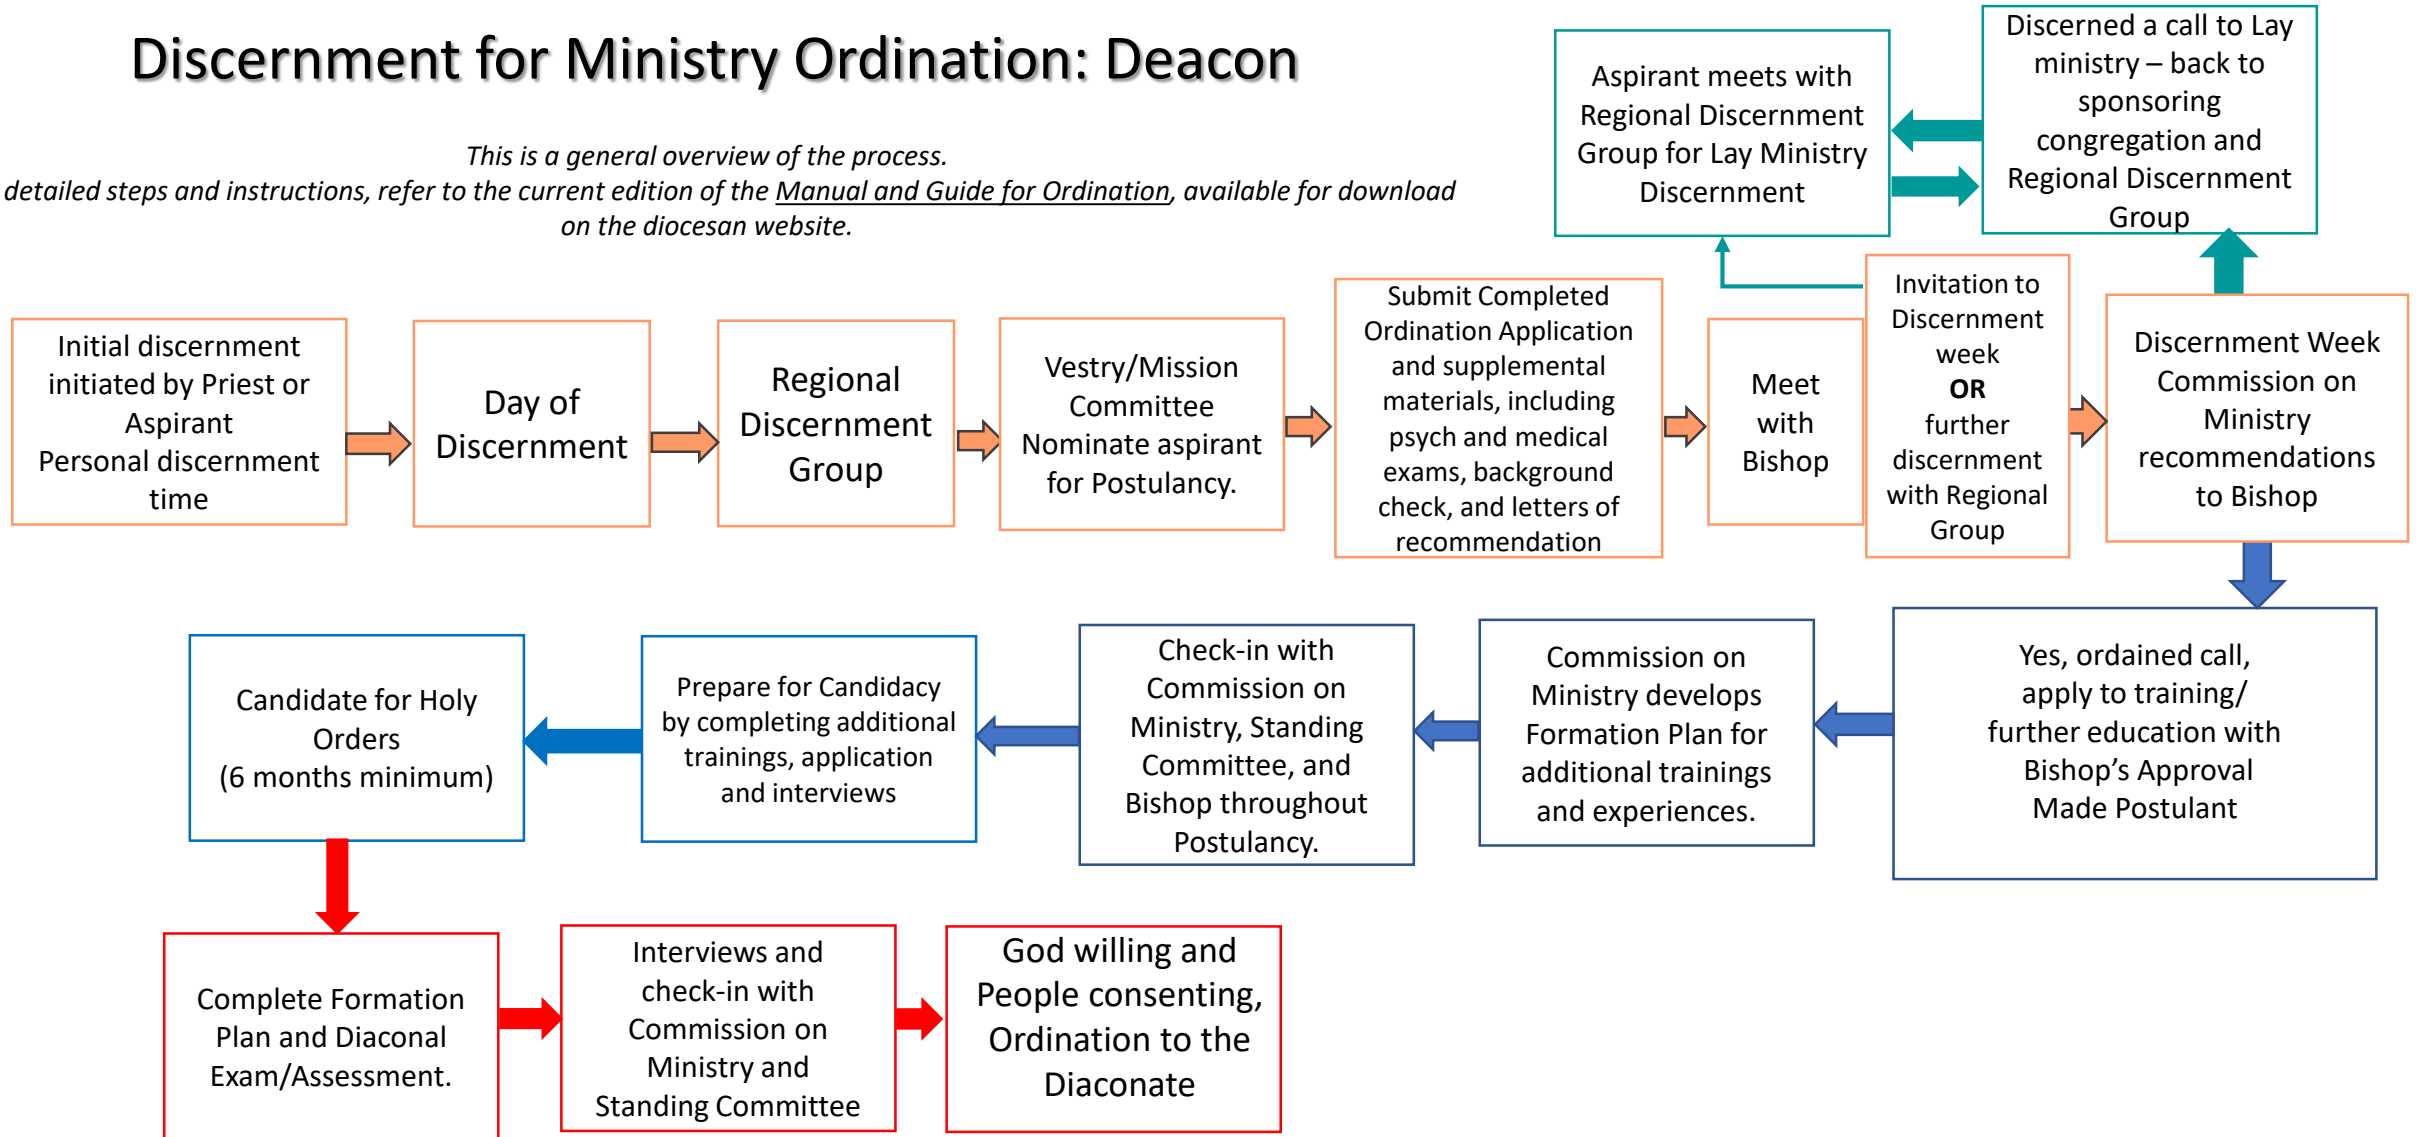 Discernment for Ministry Ordination: Deacon
This is a general overview of the process.
detailed steps and instructions, refer to the current edition of the Manual and Guide for Ordination, available for download
on the diocesan website.
Aspirant meets with
Regional Discernment
Group for Lay Ministry
Discernment
Discerned a call to Lay
ministry – back to
sponsoring
congregation and
Regional Discernment
Group
Initial discernment
initiated by Priest or
Aspirant
Personal discernment
time
Day of
Discernment
Regional
Discernment
Group
Vestry/Mission
Committee
Nominate aspirant
for Postulancy.
Submit Completed
Ordination Application
and supplemental
materials, including
psych and medical
exams, background
check, and letters of
recommendation
Meet
with
Bishop
Invitation to
Discernment
week
OR
further
discernment
with Regional
Group
Discernment Week
Commission on
Ministry
recommendations
to Bishop
Yes, ordained call,
apply to training/
further education with
Bishop’s Approval
Made Postulant
Commission on
Ministry develops
Formation Plan for
additional trainings
and experiences.
Check-in with
Commission on
Ministry, Standing
Committee, and
Bishop throughout
Postulancy.
Prepare for Candidacy
by completing additional
trainings, application
and interviews
Candidate for Holy
Orders
(6 months minimum)
Complete Formation
Plan and Diaconal
Exam/Assessment.
Interviews and
check-in with
Commission on
Ministry and
Standing Committee
God willing and
People consenting,
Ordination to the
Diaconate